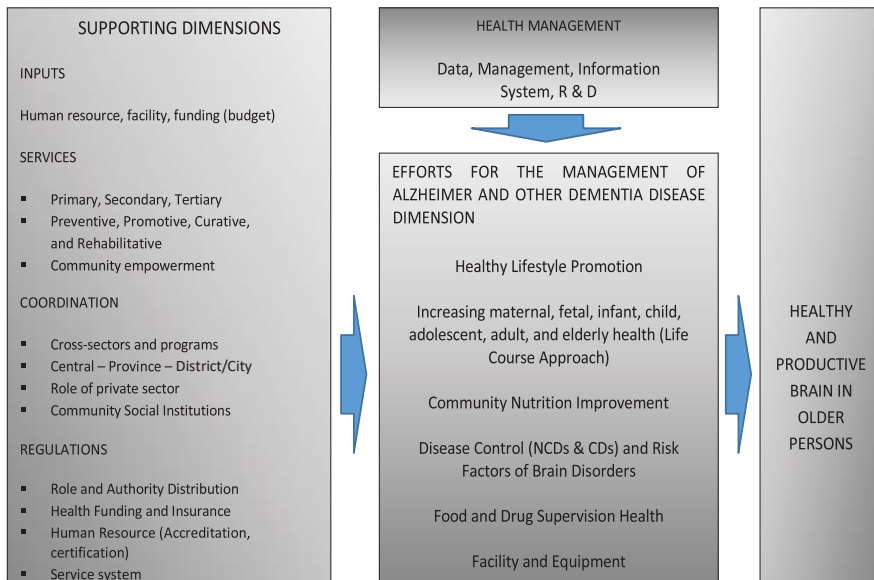 SUPPORTING DIMENSIONS
INPUTS
Human resource, facility, funding (budget)
SERVICES
▪ Primary, Secondary, Tertiary
▪ Preventive, Promotive, Curative,
and Rehabilitative
▪ Community empowerment
COORDINATION
▪ Cross-sectors and programs
▪ Central – Province – District/City
▪ Role of private sector
▪ Community Social Institutions
REGULATIONS
▪ Role and Authority Distribution
▪ Health Funding and Insurance
▪ Human Resource (Accreditation,
certification)
▪ Service system
HEALTH MANAGEMENT
Data, Management, Information
System, R & D
EFFORTS FOR THE MANAGEMENT OF
ALZHEIMER AND OTHER DEMENTIA DISEASE
DIMENSION
Healthy Lifestyle Promotion
Increasing maternal, fetal, infant, child,
adolescent, adult, and elderly health (Life
Course Approach)
Community Nutrition Improvement
Disease Control (NCDs & CDs) and Risk
Factors of Brain Disorders
Food and Drug Supervision Health
Facility and Equipment
HEALTHY
AND
PRODUCTIVE
BRAIN IN
OLDER
PERSONS